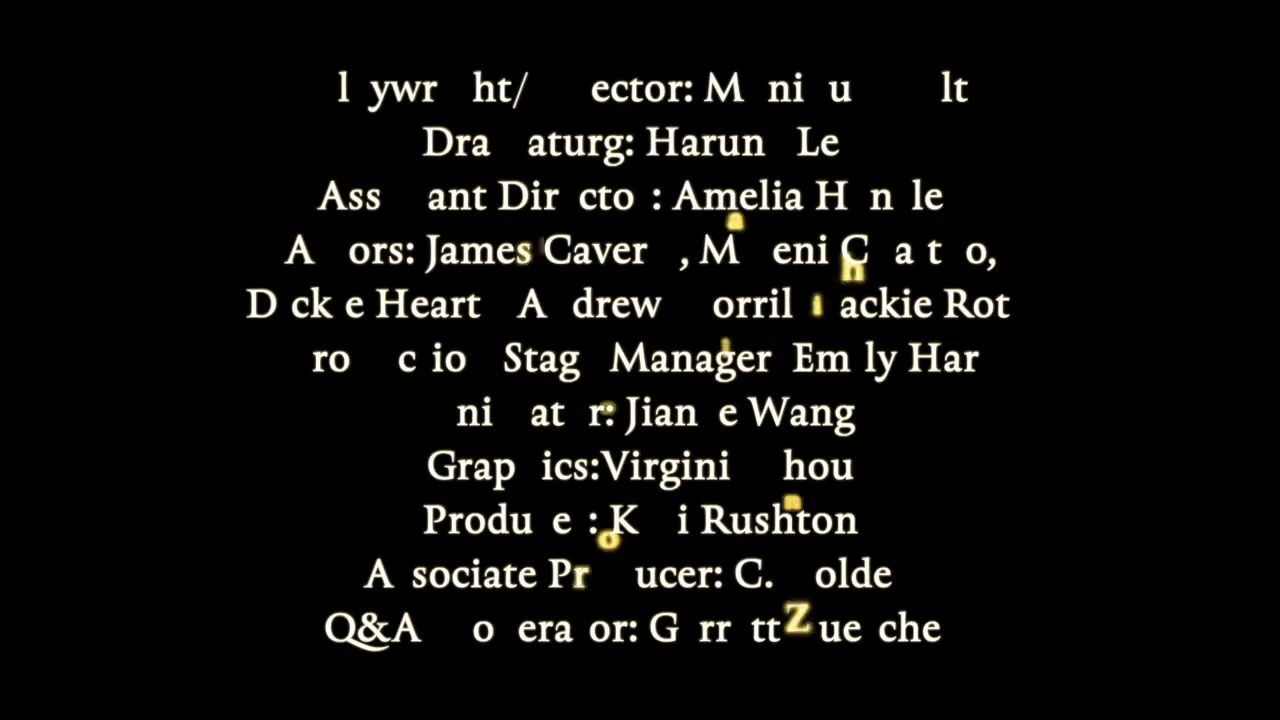 l ywr ht/ ector: M ni u lt
Dra aturg: Harun Le
Ass ant Dir cto : Amelia H n le
A ors: James Caver , M eni C a t o,
D ck e Heart A drew orril i ackie Rot
ro c io Stag Manager Em ly Har
ni at r: Jian e Wang
Grap ics:Virgini hou
Produ e : K i Rushton
A sociate Pr ucer: C. olde
Q&A o era or: G rr tt Z ue che